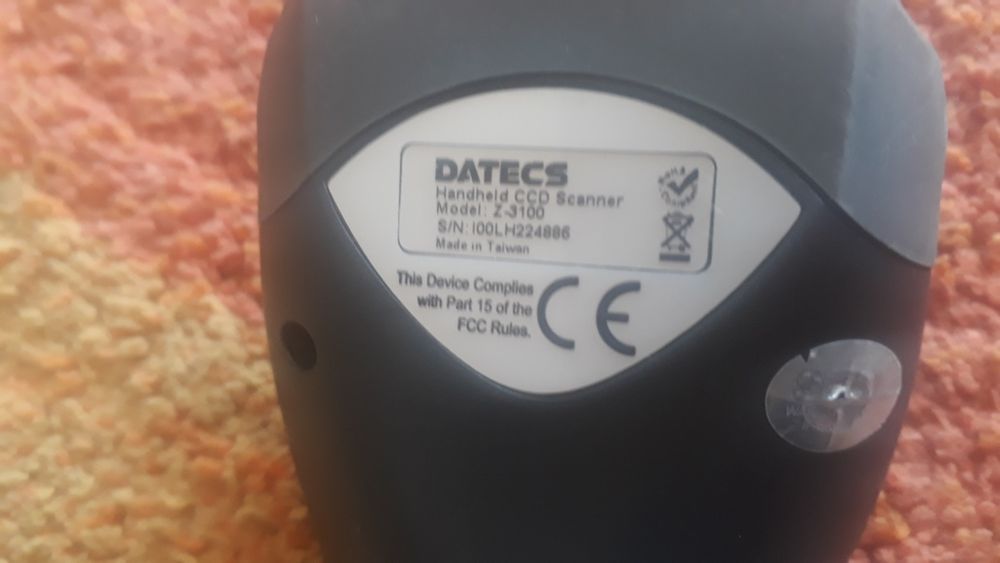 DATECS
Handheld CCD Scanner
Model: Z-3100
S/N: I00LH224886
Made in Taiwan
This Device Complies
with Part 15 of the
FCC Rules.
CE